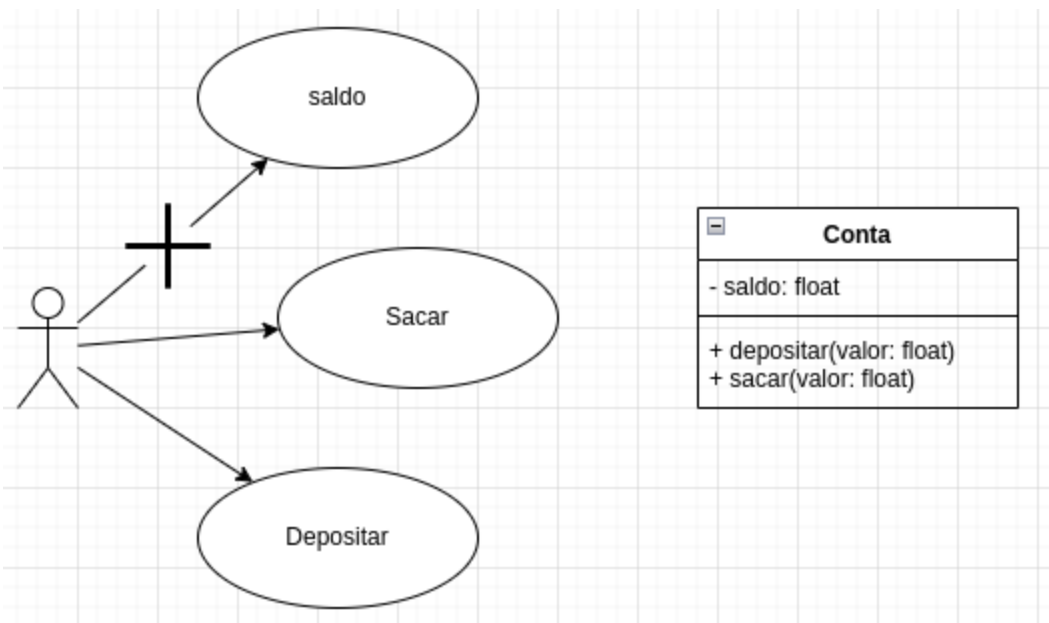 saldo
Sacar
Depositar
Conta
- saldo: float
+ depositar(valor: float)
+ sacar(valor: float)